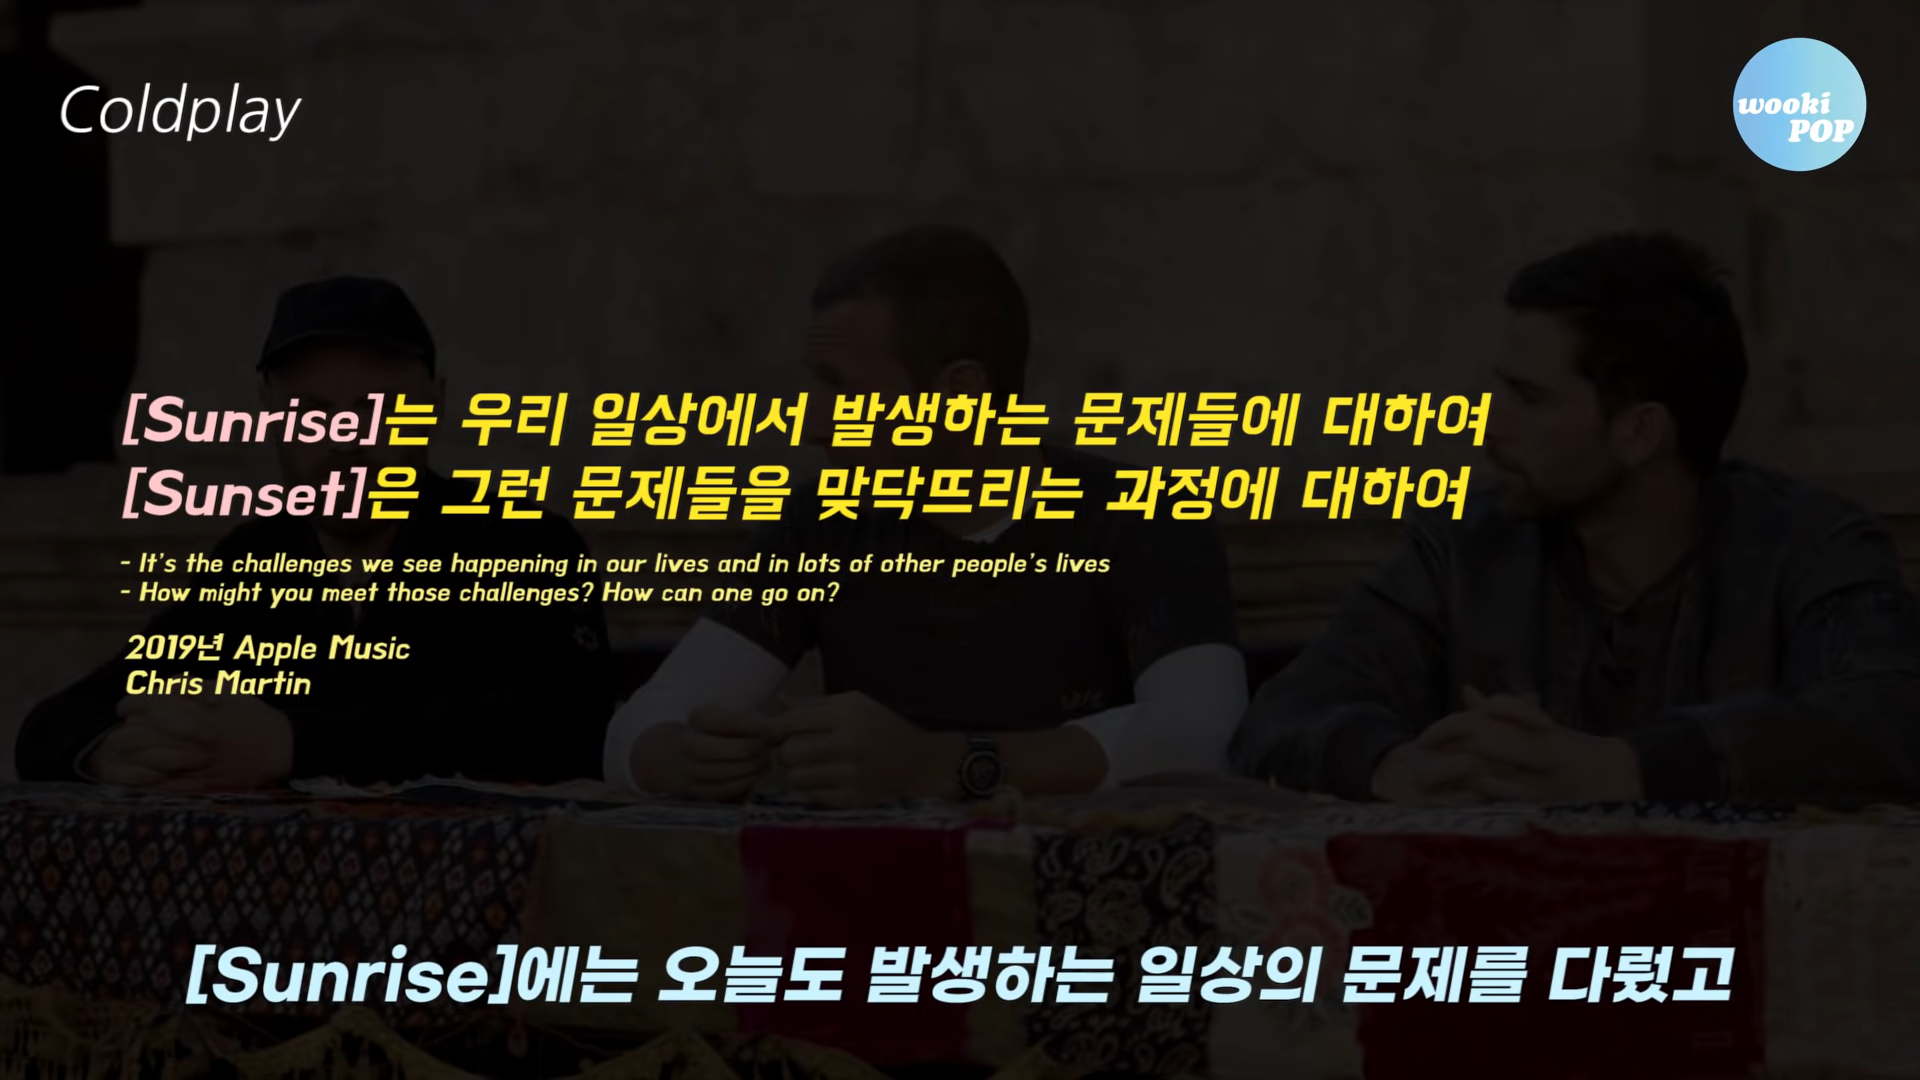 Coldplay
wooki
POP
[Sunrise]는 우리 일상에서 발생하는 문제들에 대하여
[Sunset]은 그런 문제들을 맞닥뜨리는 과정에 대하여
- It's the challenges we see happening in our lives and in lots of other people's lives
- How might you meet those challenges? How can one go on?
2019년 Apple Music
Chris Martin
[Sunrise]에는 오늘도 발생하는 일상의 문제를 다뤘고